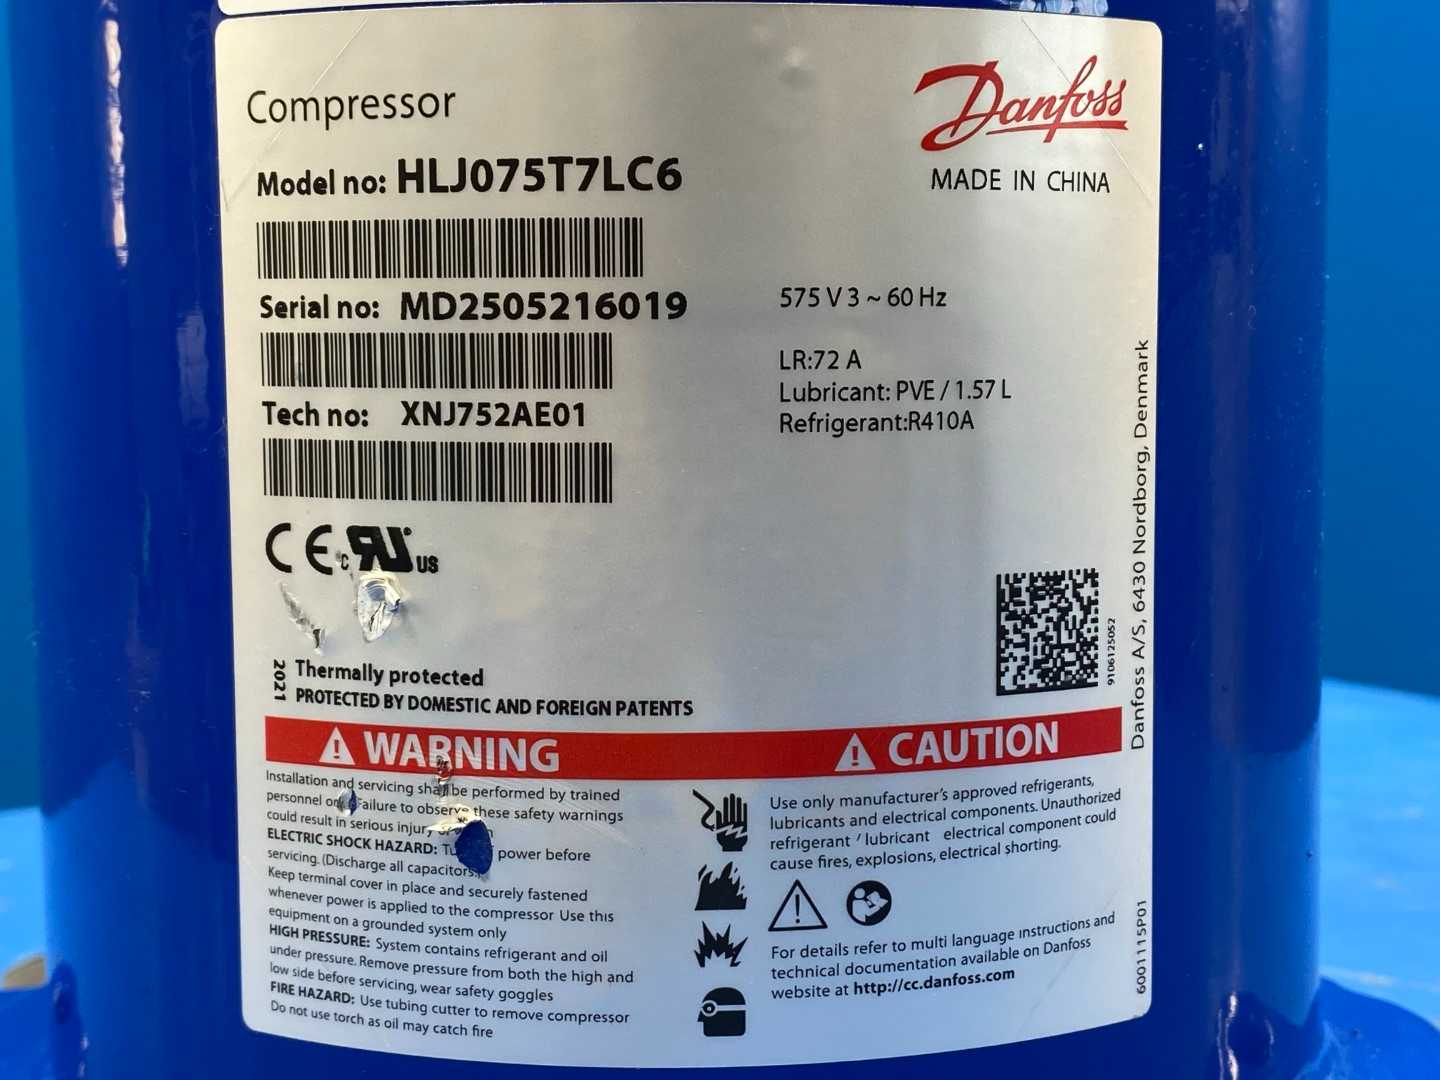 Compressor
Danfoss
MADE IN CHINA
Model no: HLJ075T7LC6
Serial no: MD2505216019
Tech no: XNJ752AE01
575 V 3 ~ 60 Hz
LR:72 A
Lubricant: PVE / 1.57 L
Refrigerant:R410A
CE c US
2021
Thermally protected
PROTECTED BY DOMESTIC AND FOREIGN PATENTS
9106125052
Danfoss A/S, 6430 Nordborg, Denmark
WARNING
Installation and servicing shall be performed by trained
personnel Failure to observe these safety warnings
could result in serious injury
ELECTRIC SHOCK HAZARD: power before
servicing. (Discharge all capacitors.)
Keep terminal cover in place and securely fastened
whenever power is applied to the compressor Use this
equipment on a grounded system only
HIGH PRESSURE: System contains refrigerant and oil
under pressure. Remove pressure from both the high and
low side before servicing, wear safety goggles
FIRE HAZARD: Use tubing cutter to remove compressor
Do not use torch as oil may catch fire
CAUTION
Use only manufacturer's approved refrigerants,
lubricants and electrical components. Unauthorized
refrigerant / lubricant electrical component could
cause fires, explosions, electrical shorting.
For details refer to multi language instructions and
technical documentation available on Danfoss
website at http://cc.danfoss.com
6001115P01